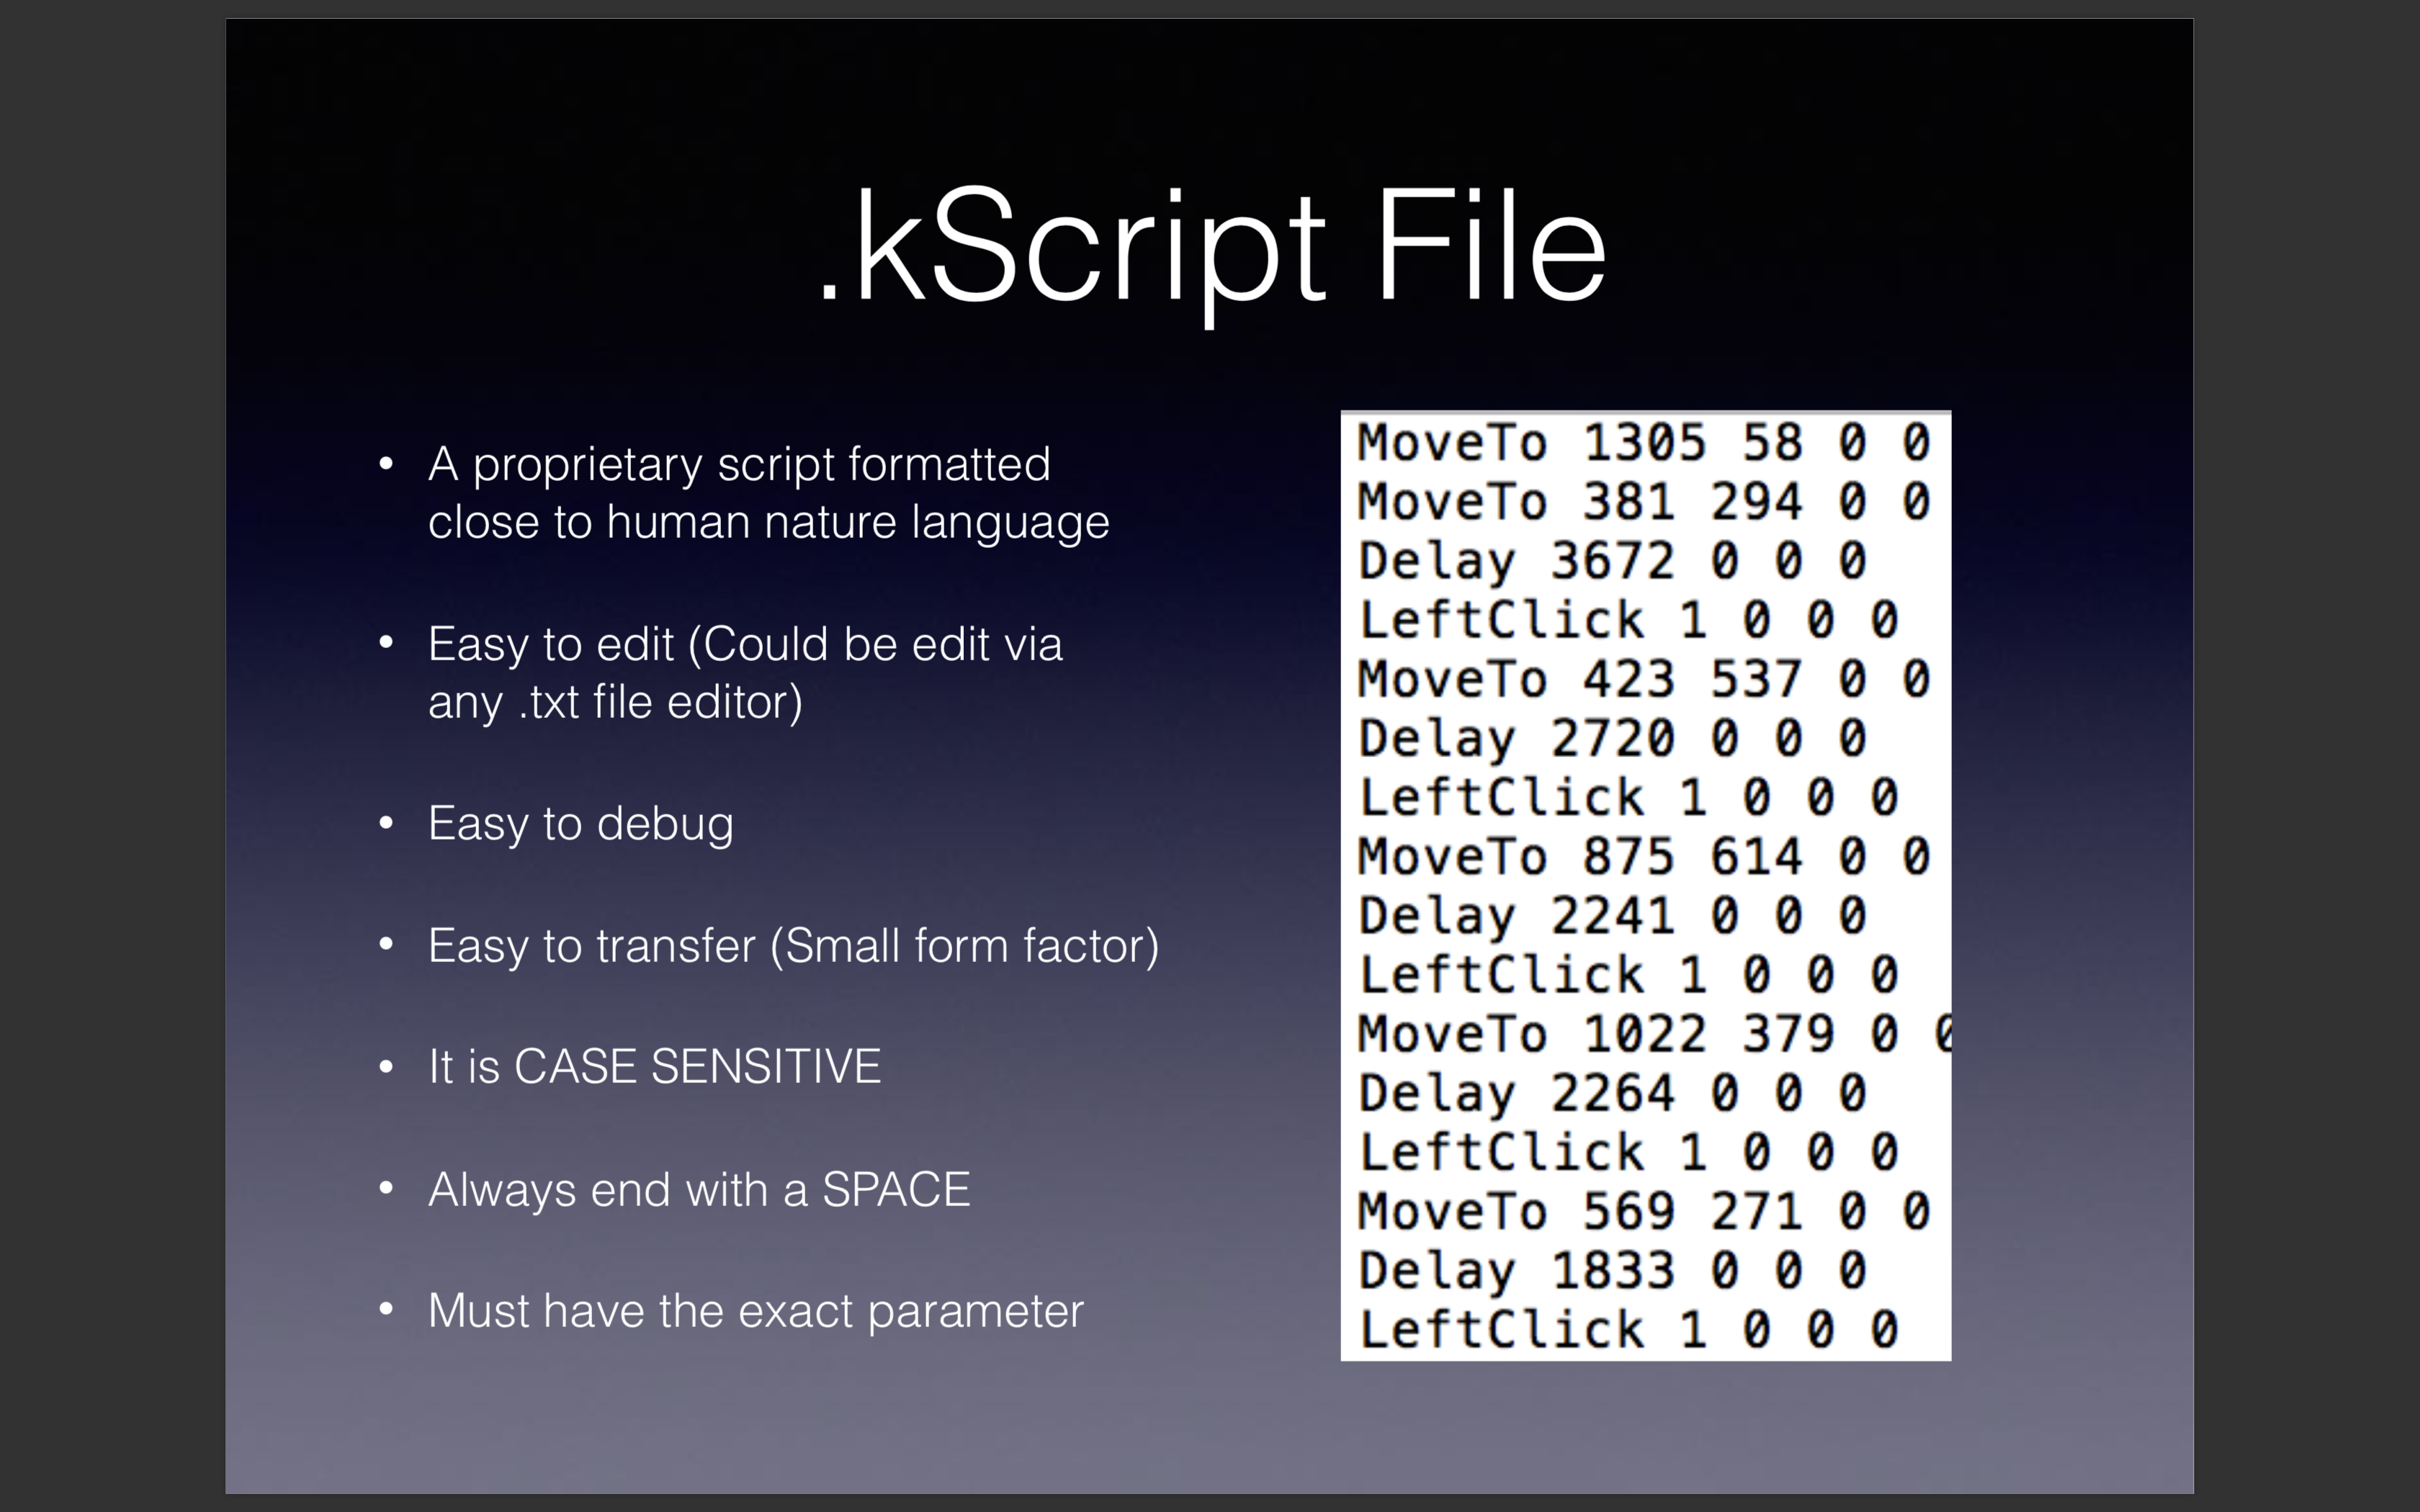 .kScript File
• A proprietary script formatted
close to human nature language
• Easy to edit (Could be edit via
any .txt file editor)
• Easy to debug
• Easy to transfer (Small form factor)
• It is CASE SENSITIVE
• Always end with a SPACE
• Must have the exact parameter
MoveTo 1305 58 0 0
MoveTo 381 294 0 0
Delay 3672 0 0 0
LeftClick 1 0 0 0
MoveTo 423 537 0 0
Delay 2720 0 0 0
LeftClick 1 0 0 0
MoveTo 875 614 0 0
Delay 2241 0 0 0
LeftClick 1 0 0 0
MoveTo 1022 379 0 0
Delay 2264 0 0 0
LeftClick 1 0 0 0
MoveTo 569 271 0 0
Delay 1833 0 0 0
LeftClick 1 0 0 0